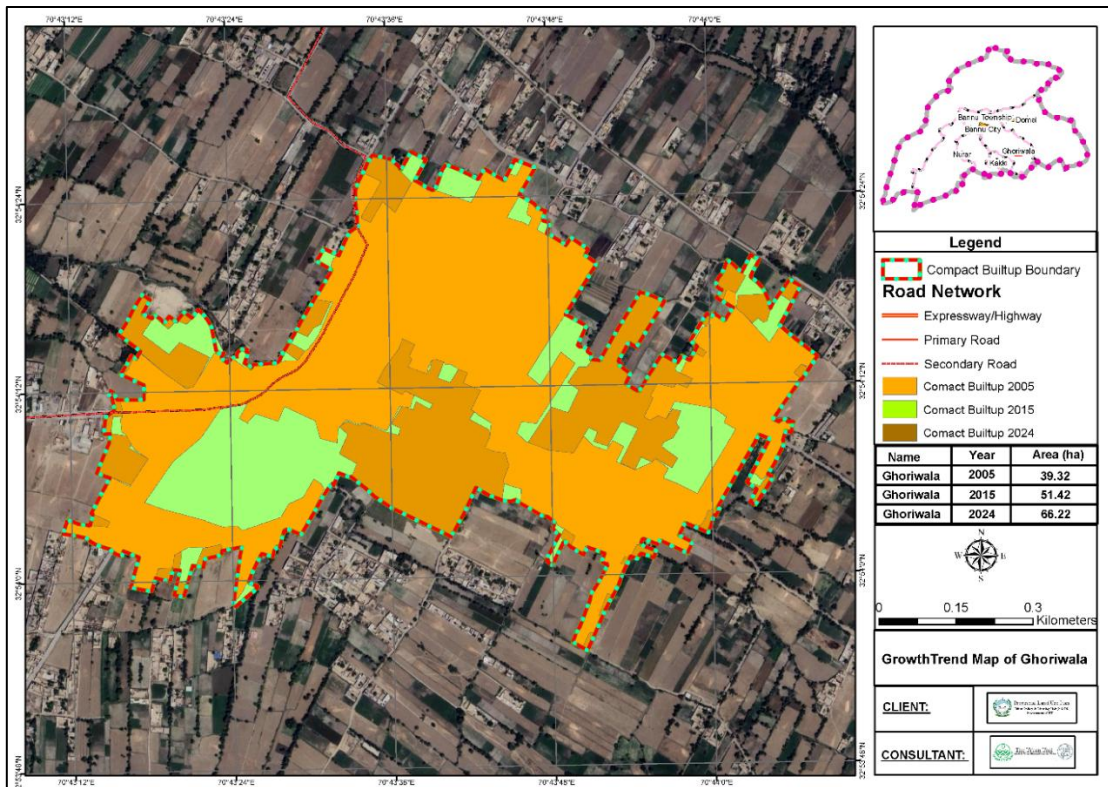 70°43'12"E 70°43'24"E 70°43'36"E 70°43'48"E 70°44'0"E
32°54'24"N 32°54'24"N
32°54'12"N 32°54'12"N
32°54'0"N 32°54'0"N
32°53'48"N 32°53'48"N
70°43'12"E 70°43'24"E 70°43'36"E 70°43'48"E 70°44'0"E
Bannu Township Domel
Bannu City
Nurar Ghoriwala
Kakki
Legend
Compact Builtup Boundary
Road Network
Expressway/Highway
Primary Road
Secondary Road
Comact Builtup 2005
Comact Builtup 2015
Comact Builtup 2024
Name Year Area (ha)
Ghoriwala 2005 39.32
Ghoriwala 2015 51.42
Ghoriwala 2024 66.22
N
W E
S
0 0.15 0.3
Kilometers
GrowthTrend Map of Ghoriwala
CLIENT:
Provincial Land Use Plan
CONSULTANT: